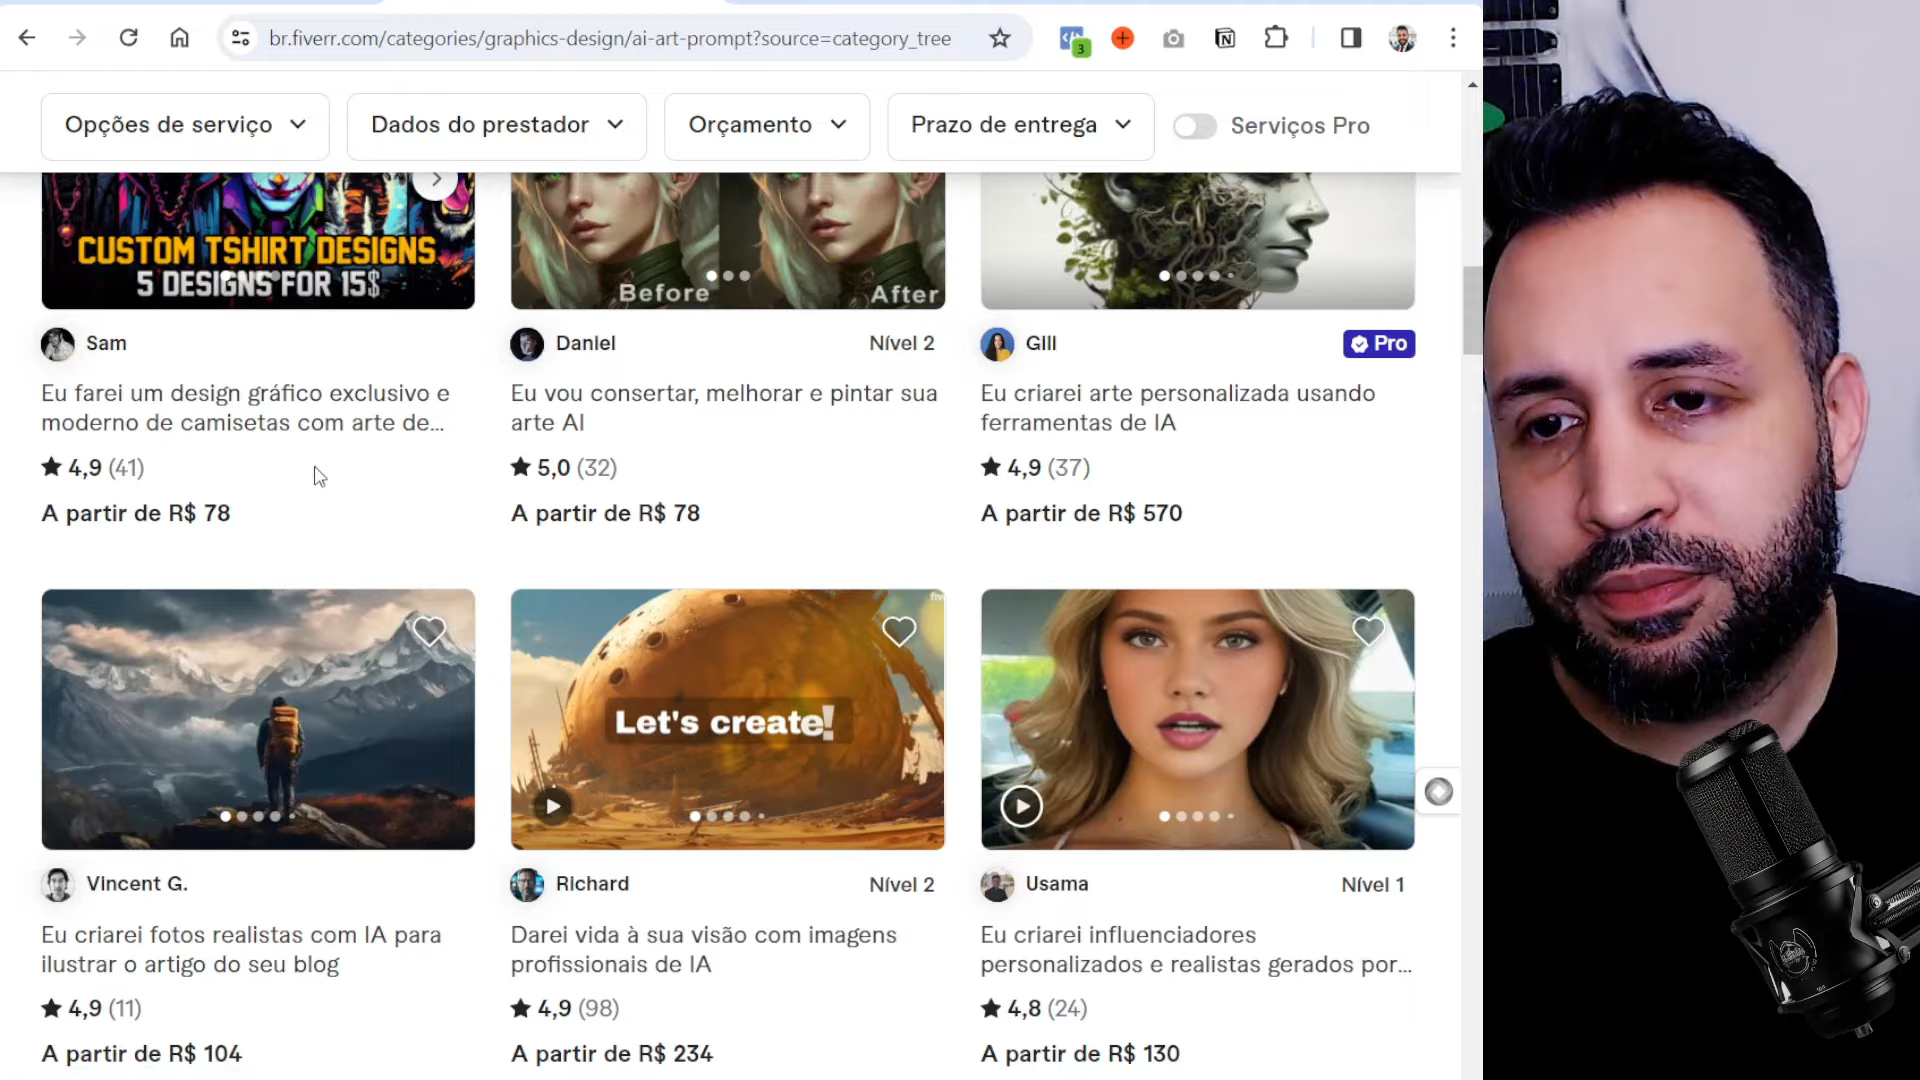 br.fiverr.com/categories/graphics-design/ai-art-prompt?source=category_tree
3
Opções de serviço
Dados do prestador
Orçamento
Prazo de entrega
Serviços Pro
CUSTOM TSHIRT DESIGNS
5 DESIGNS FOR 15$
Before
After
Sam
Daniel
Nível 2
Gili
Pro
Eu farei um design gráfico exclusivo e
moderno de camisetas com arte de...
Eu vou consertar, melhorar e pintar sua
arte AI
Eu criarei arte personalizada usando
ferramentas de IA
4,9 (41)
5,0 (32)
4,9 (37)
A partir de R$ 78
A partir de R$ 78
A partir de R$ 570
Let's create!
Vincent G.
Richard
Nível 2
Usama
Nível 1
Eu criarei fotos realistas com IA para
ilustrar o artigo do seu blog
Darei vida à sua visão com imagens
profissionais de IA
Eu criarei influenciadores
personalizados e realistas gerados por...
4,9 (11)
4,9 (98)
4,8 (24)
A partir de R$ 104
A partir de R$ 234
A partir de R$ 130